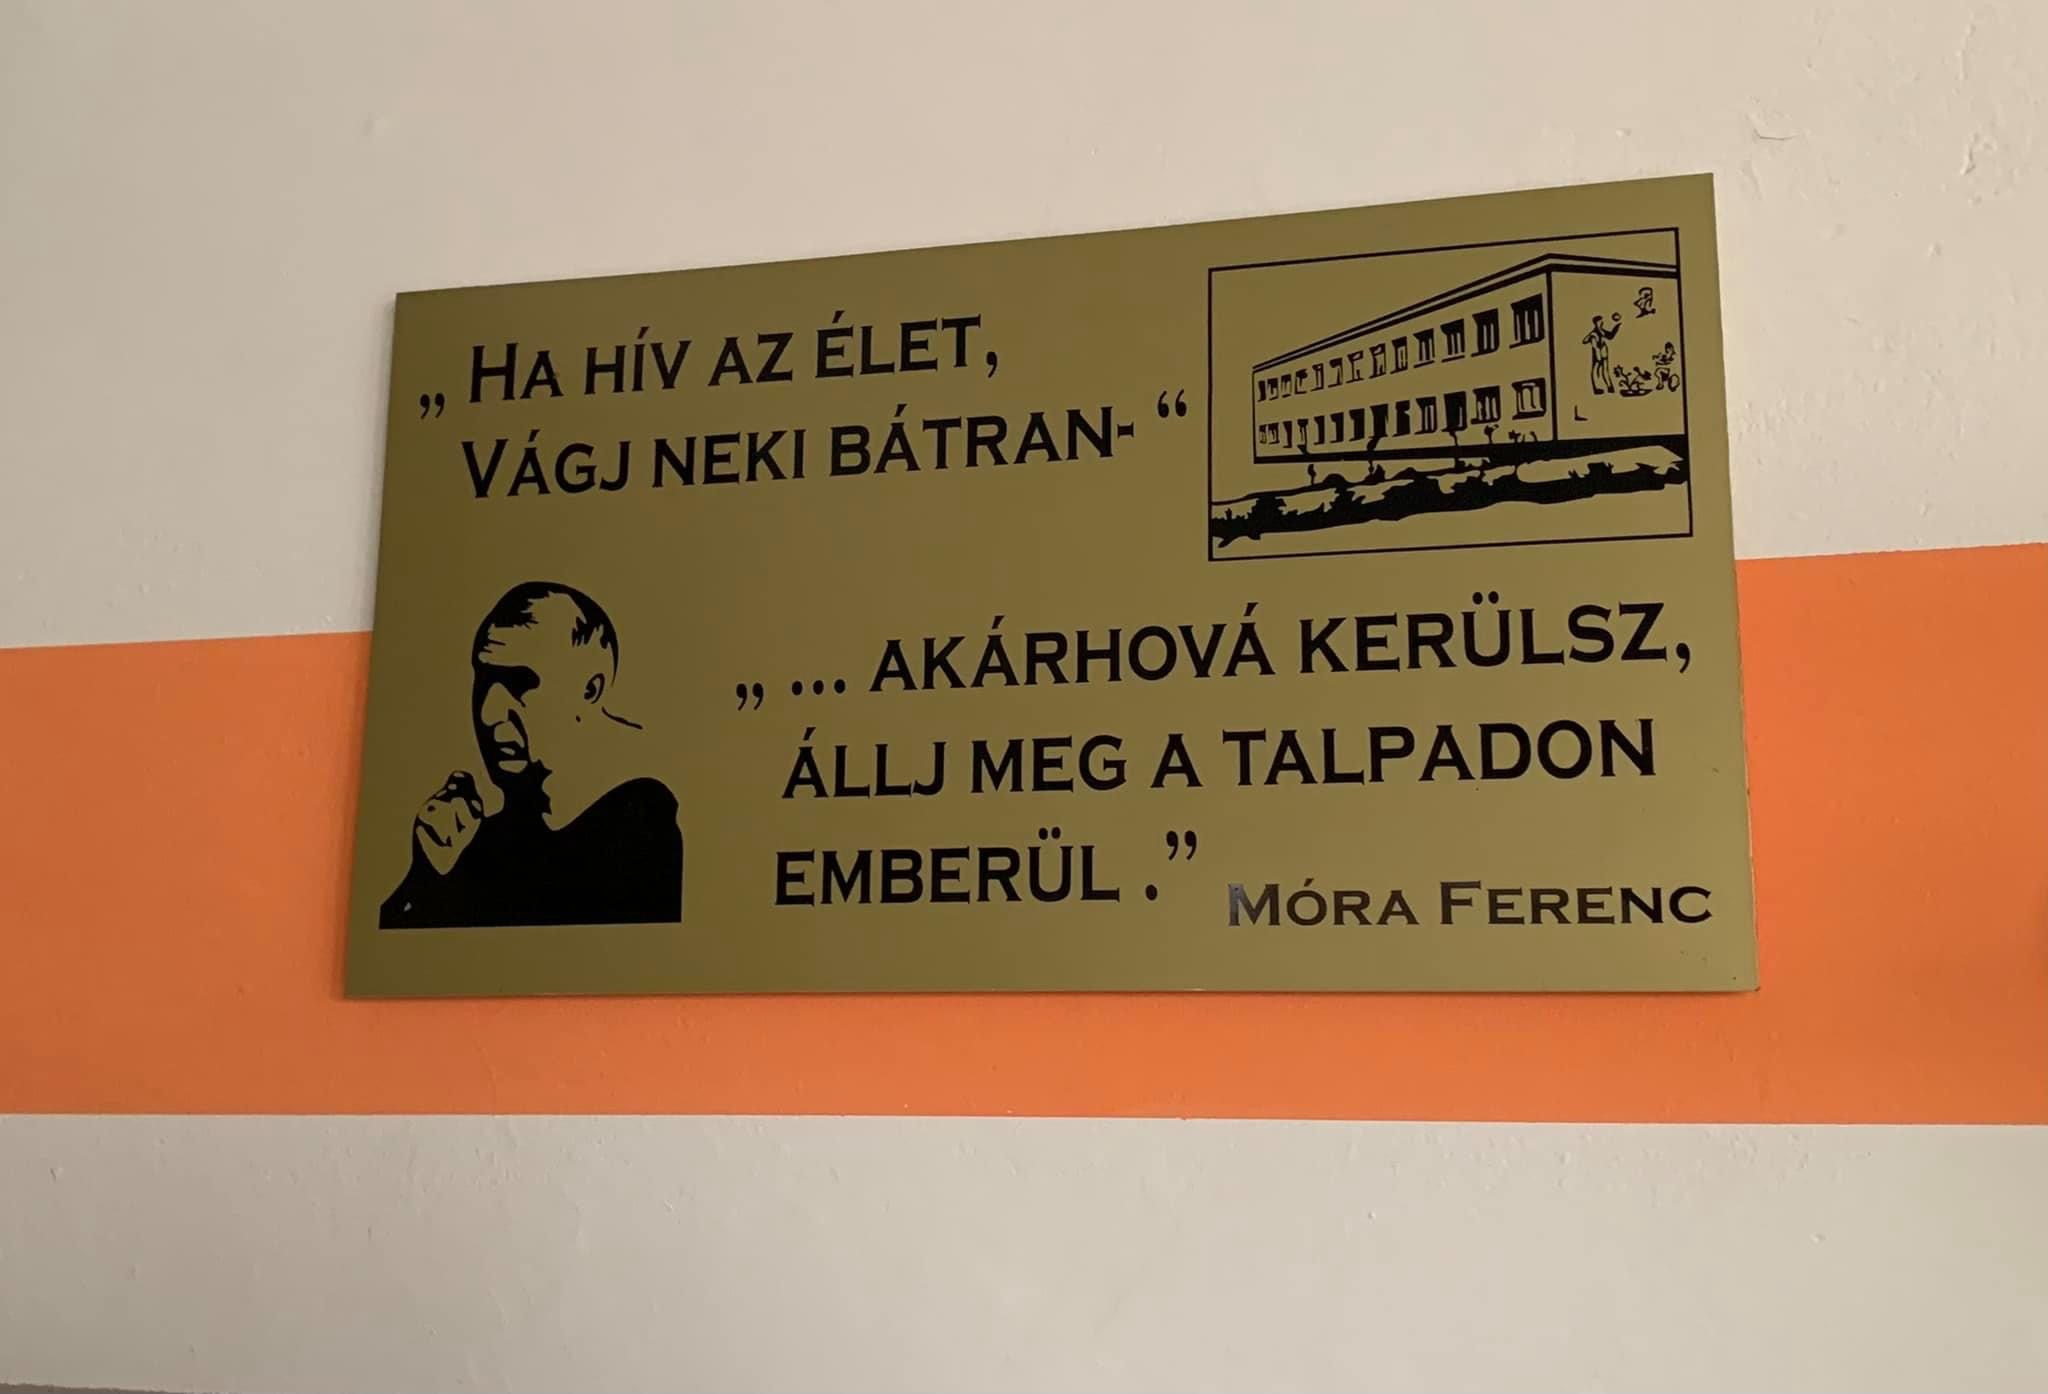 „ Ha hív az élet,
Vágj neki bátran- “
„ ... akárhová kerülsz,
állj meg a talpadon
emberül .”
Móra Ferenc